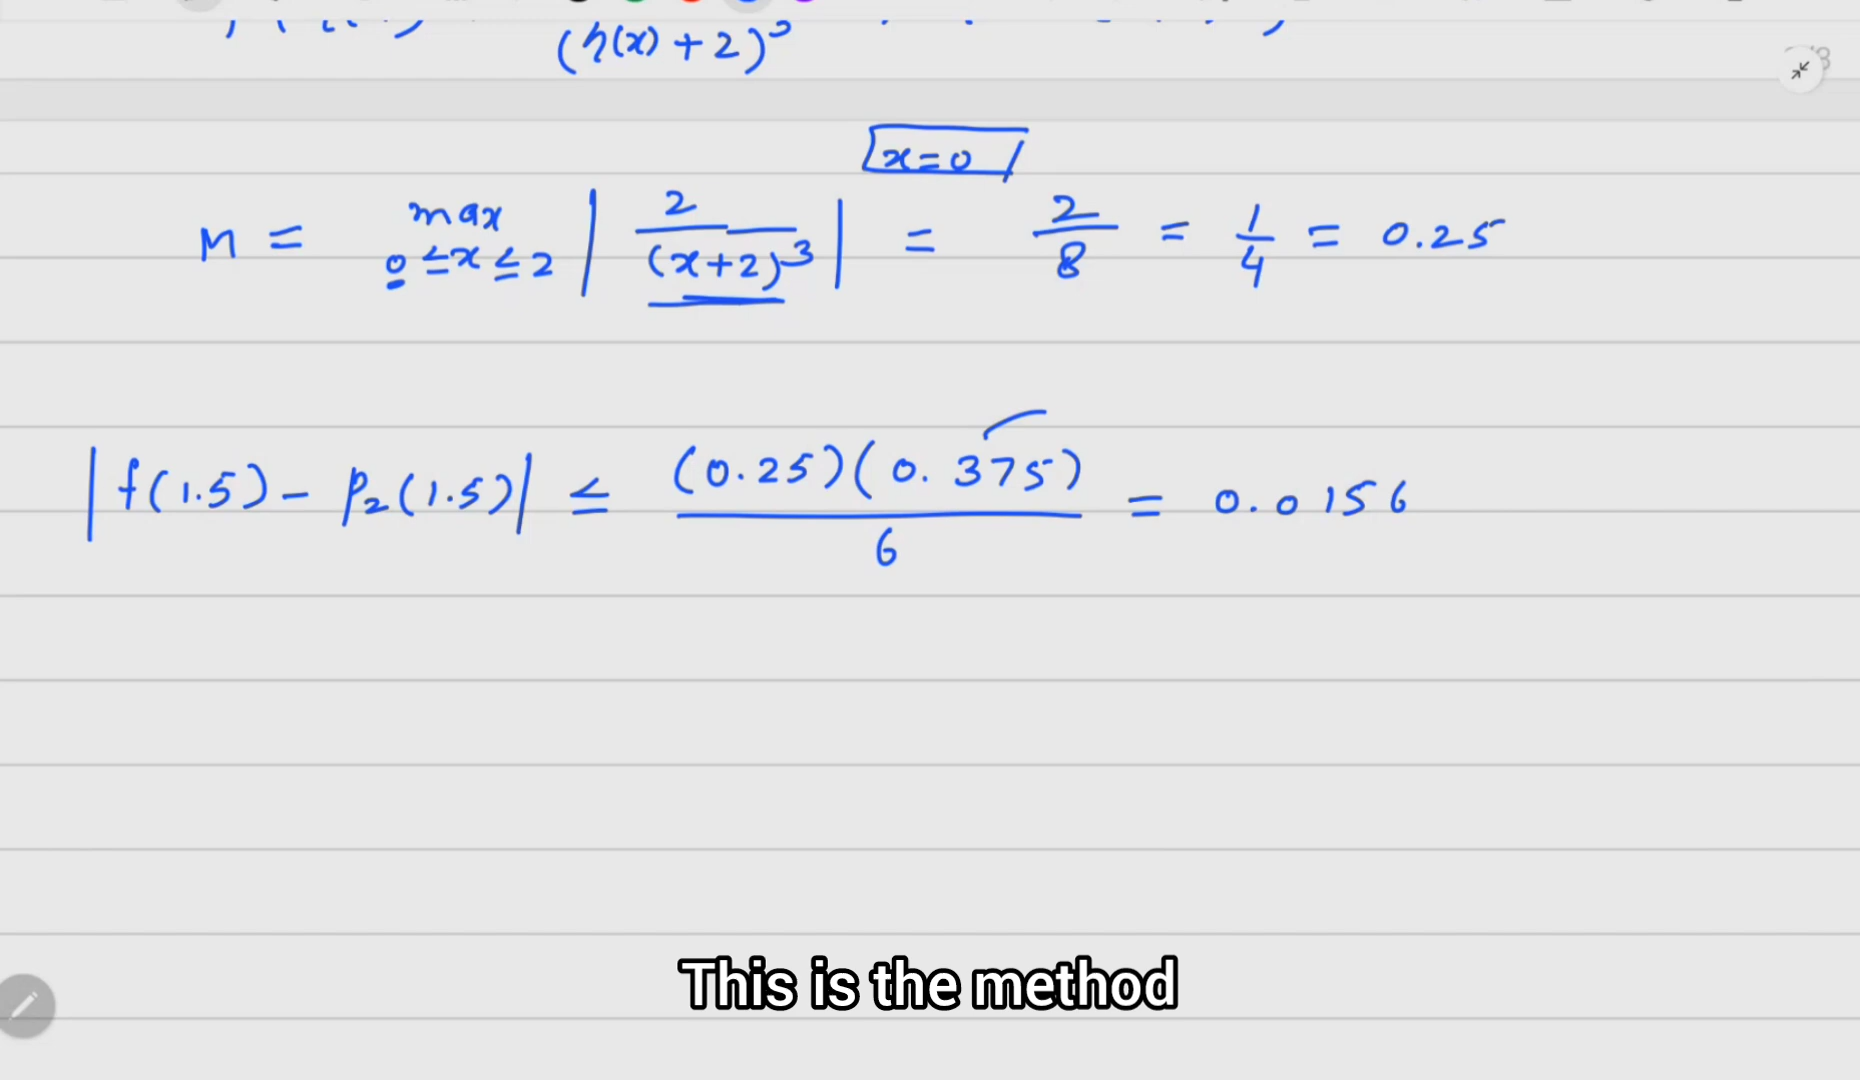 (η(x) + 2)³
x = 0
M = max 0 ≤ x ≤ 2 | 2 / (x+2)³ | = 2/8 = 1/4 = 0.25
|f(1.5) - p₂(1.5)| ≤ (0.25)(0.375) / 6 = 0.0156
This is the method